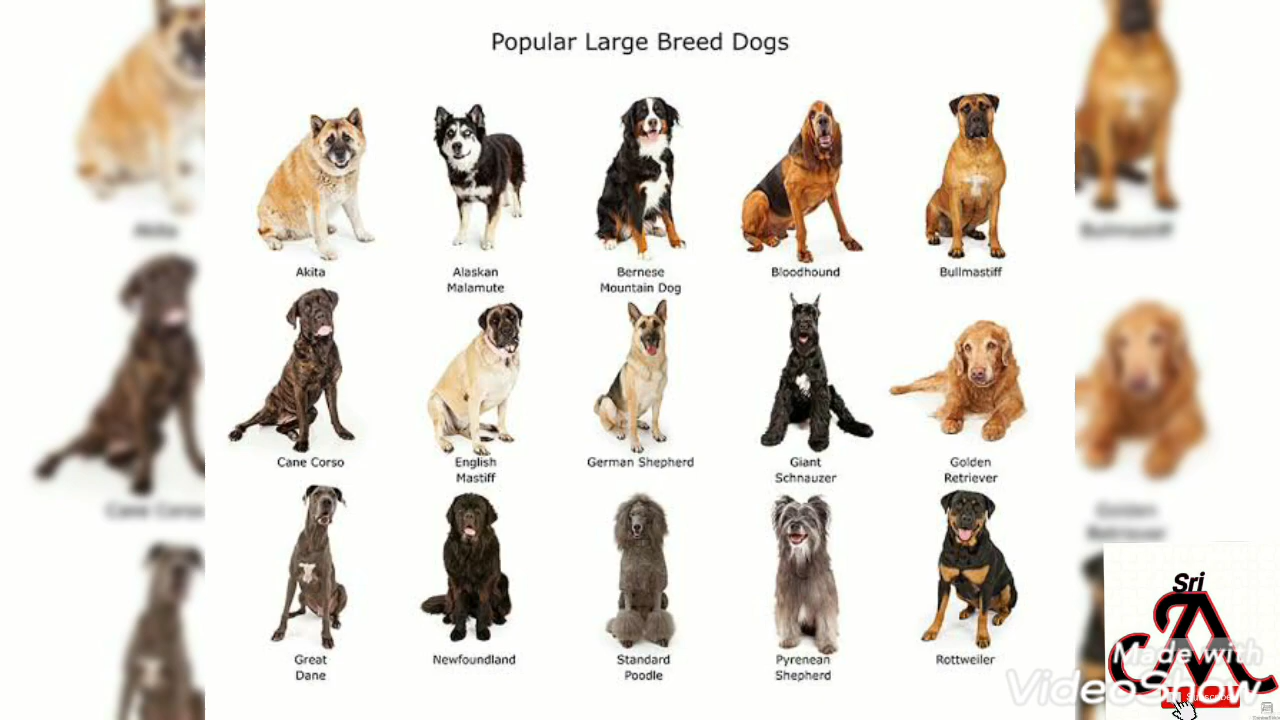 Popular Large Breed Dogs
Akita
Alaskan
Malamute
Bernese
Mountain Dog
Bloodhound
Bullmastiff
Cane Corso
English
Mastiff
German Shepherd
Giant
Schnauzer
Golden
Retriever
Great
Dane
Newfoundland
Standard
Poodle
Pyrenean
Shepherd
Rottweiler
Sri
Made with
VideoShow